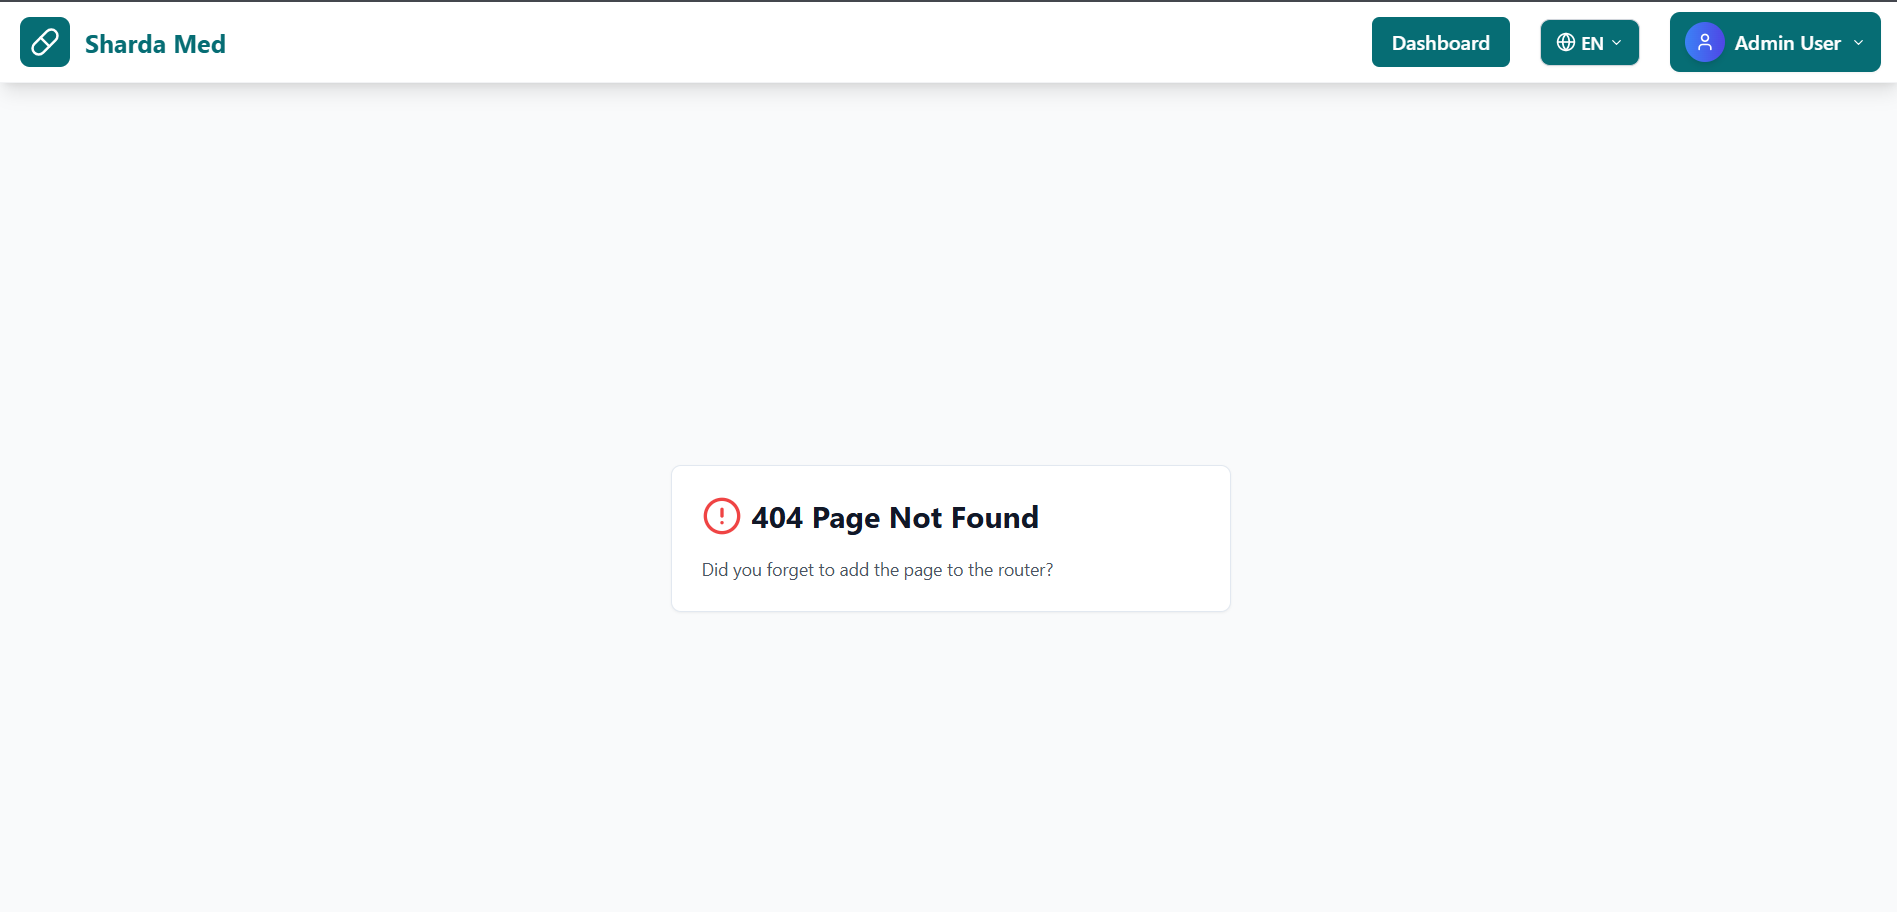 Sharda Med
Dashboard
EN
Admin User
404 Page Not Found
Did you forget to add the page to the router?